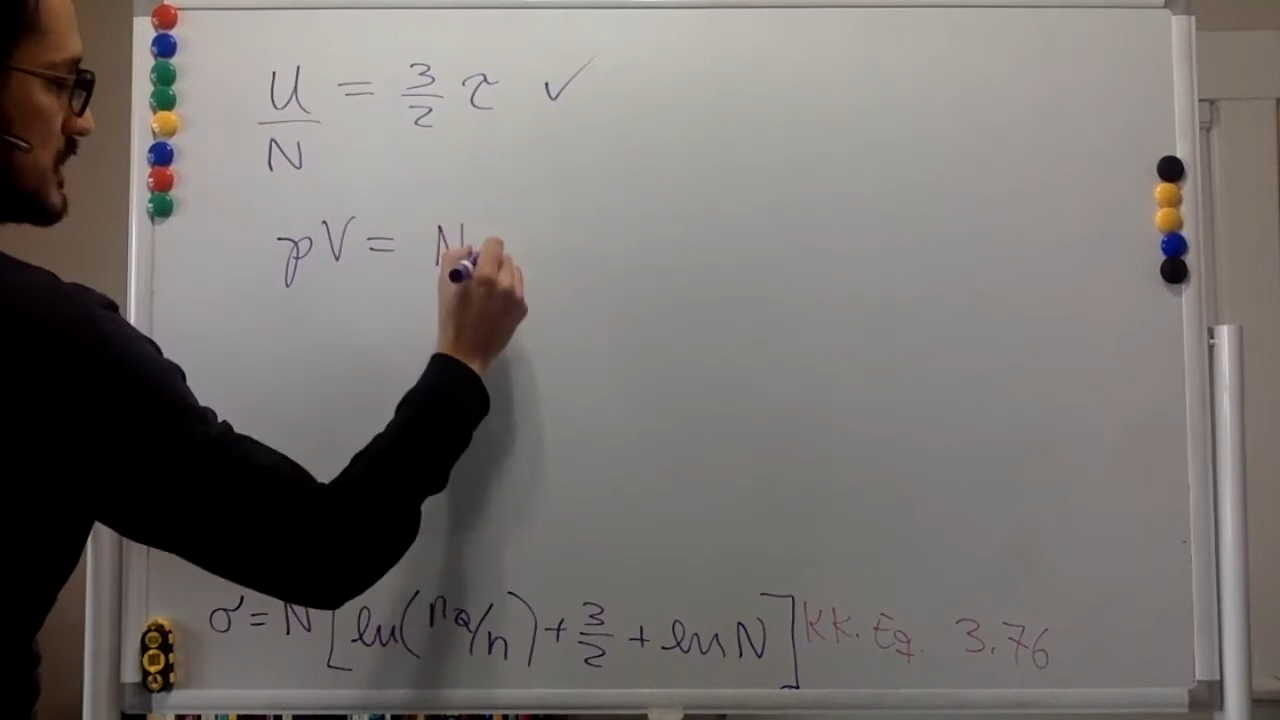 U/N = 3/2 τ ✓
pV = N
σ = N [ln(nQ/n) + 3/2 + ln N] KK. Eq. 3.76